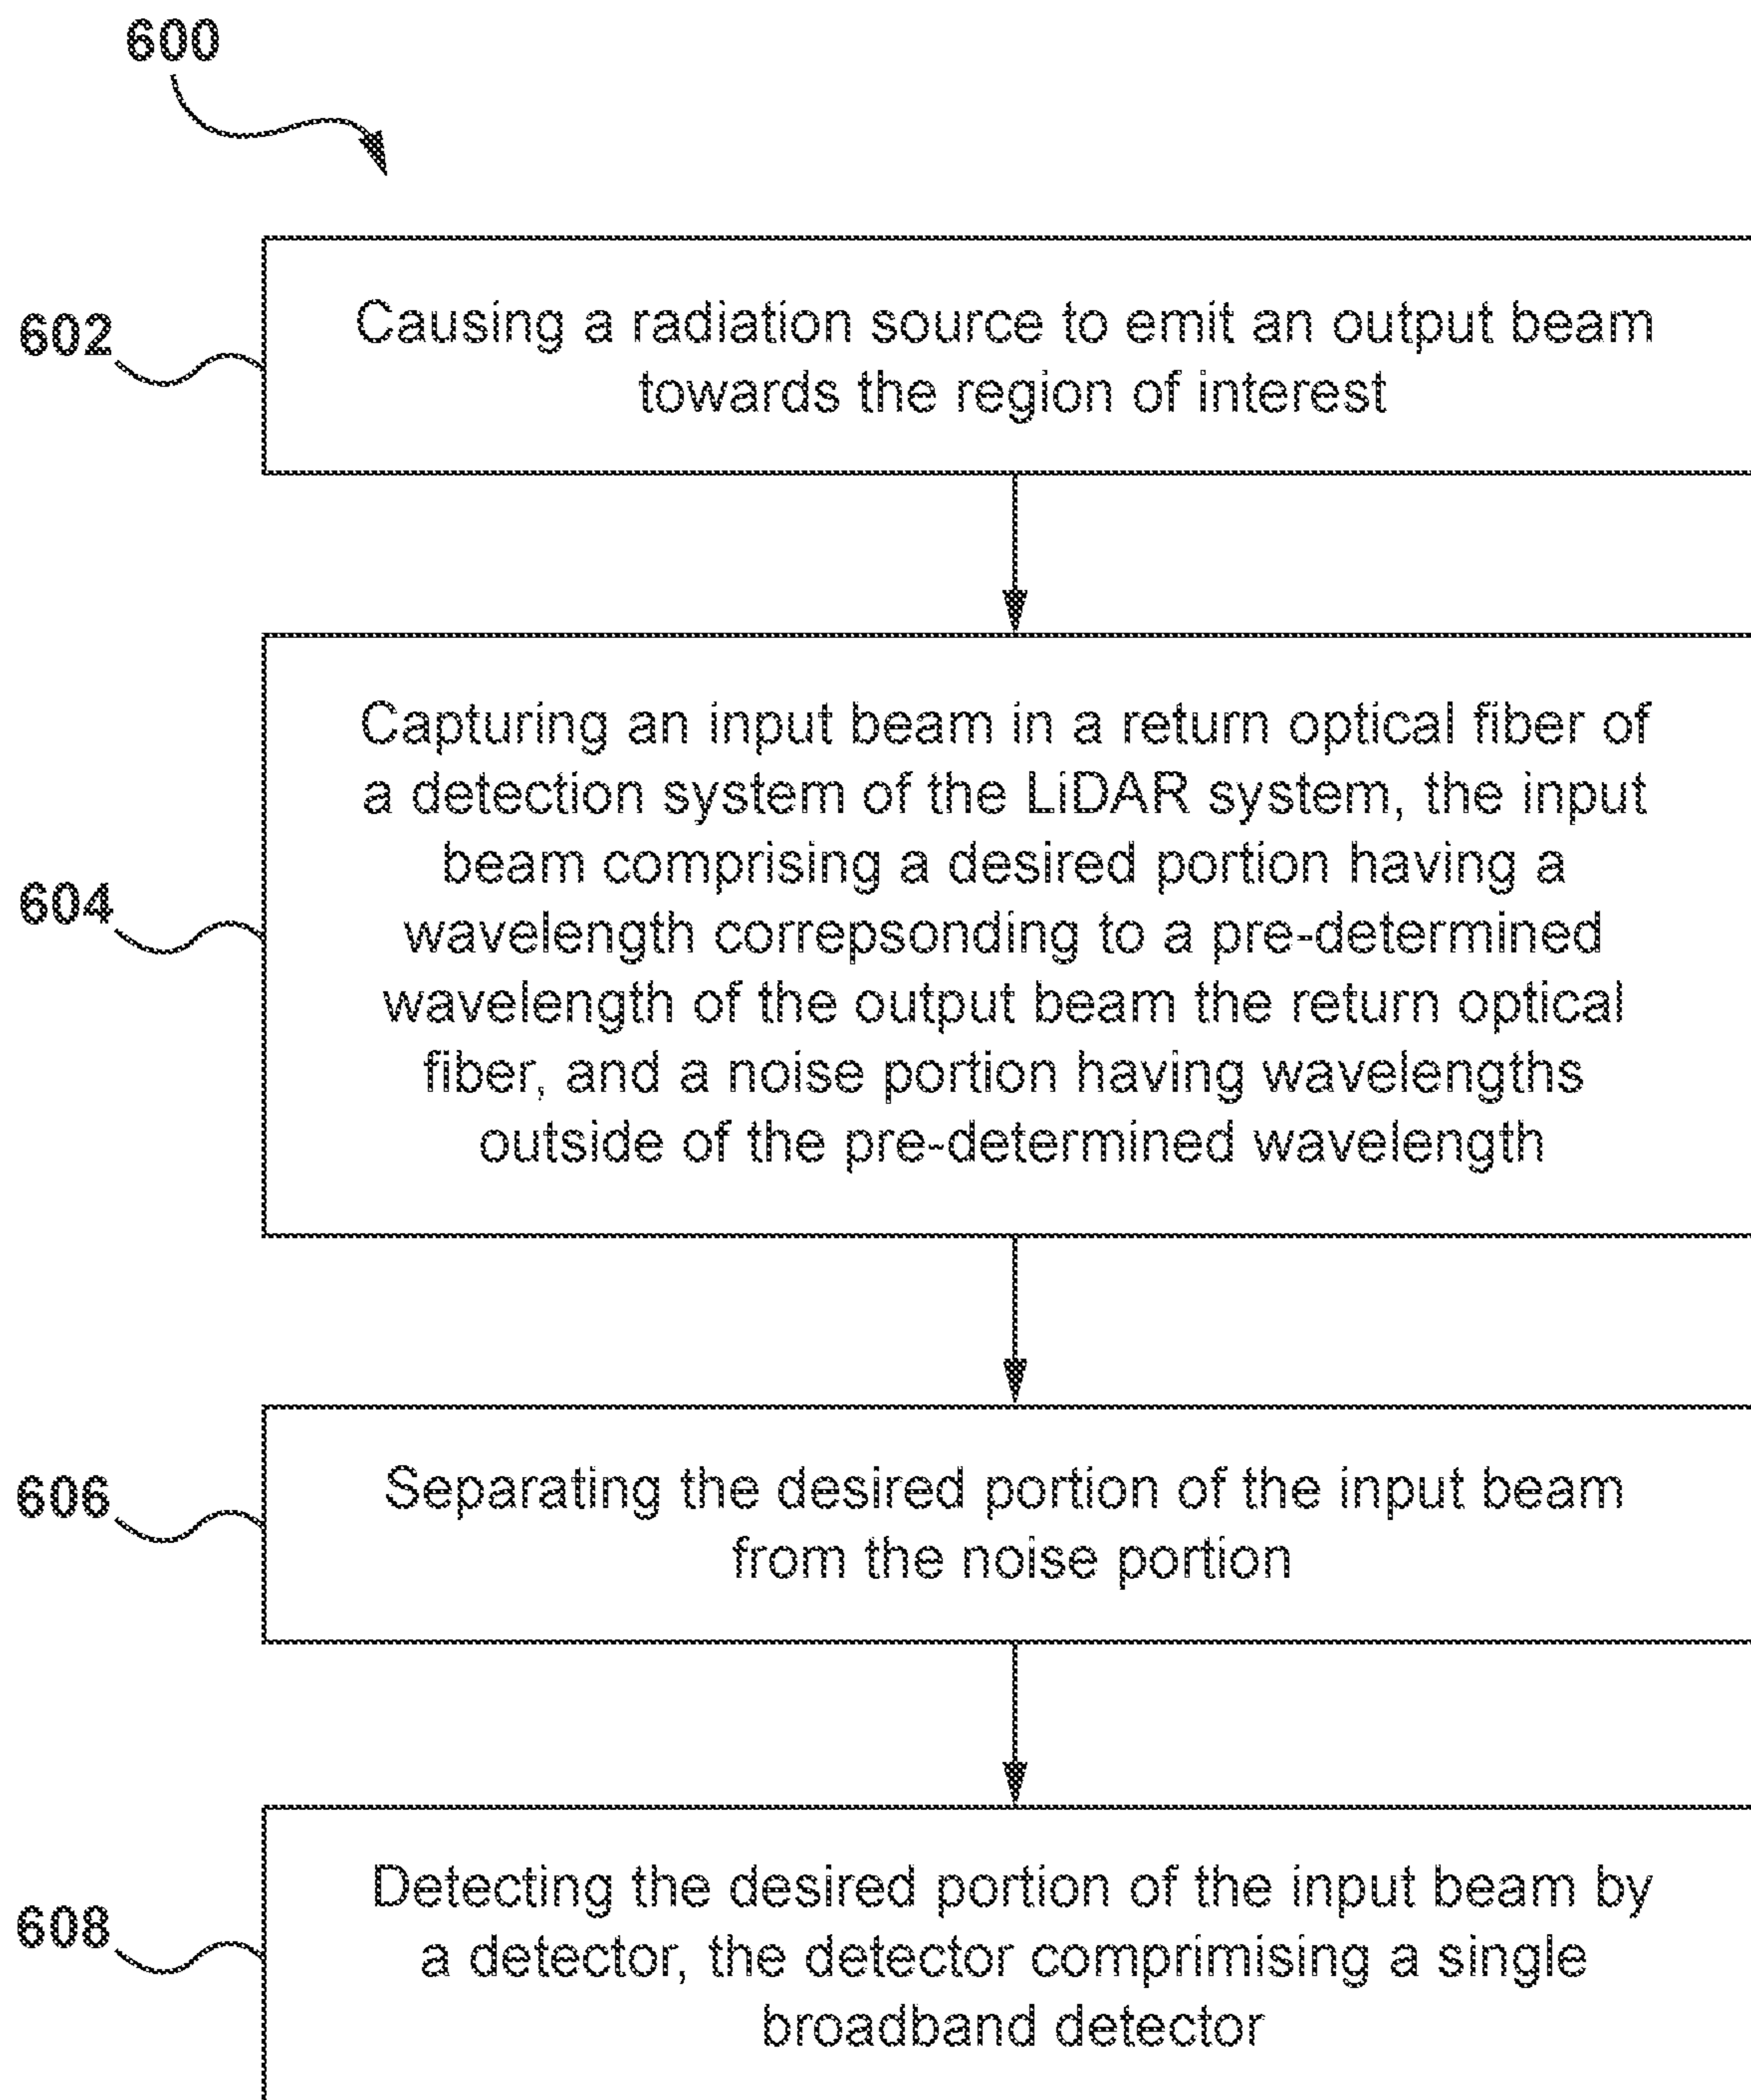 600
602
Causing a radiation source to emit an output beam
towards the region of interest
604
Capturing an input beam in a return optical fiber of
a detection system of the LiDAR system, the input
beam comprising a desired portion having a
wavelength correpsonding to a pre-determined
wavelength of the output beam the return optical
fiber, and a noise portion having wavelengths
outside of the pre-determined wavelength
606
Separating the desired portion of the input beam
from the noise portion
608
Detecting the desired portion of the input beam by
a detector, the detector comprimising a single
broadband detector